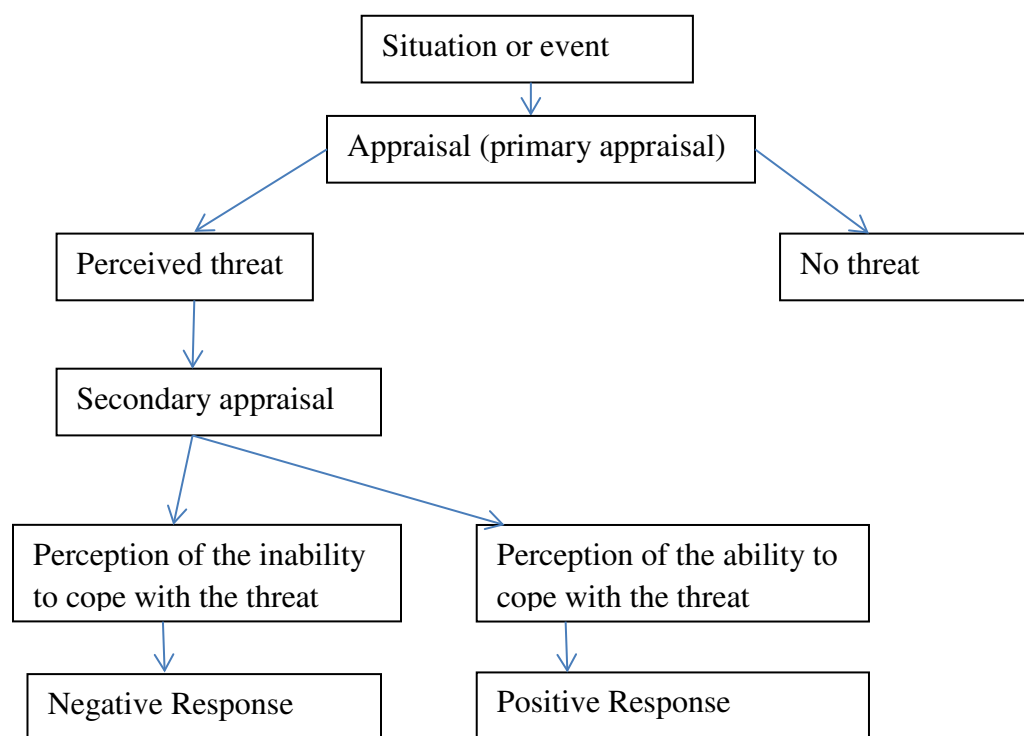 Situation or event
Appraisal (primary appraisal)
Perceived threat
No threat
Secondary appraisal
Perception of the inability
to cope with the threat
Perception of the ability to
cope with the threat
Negative Response
Positive Response